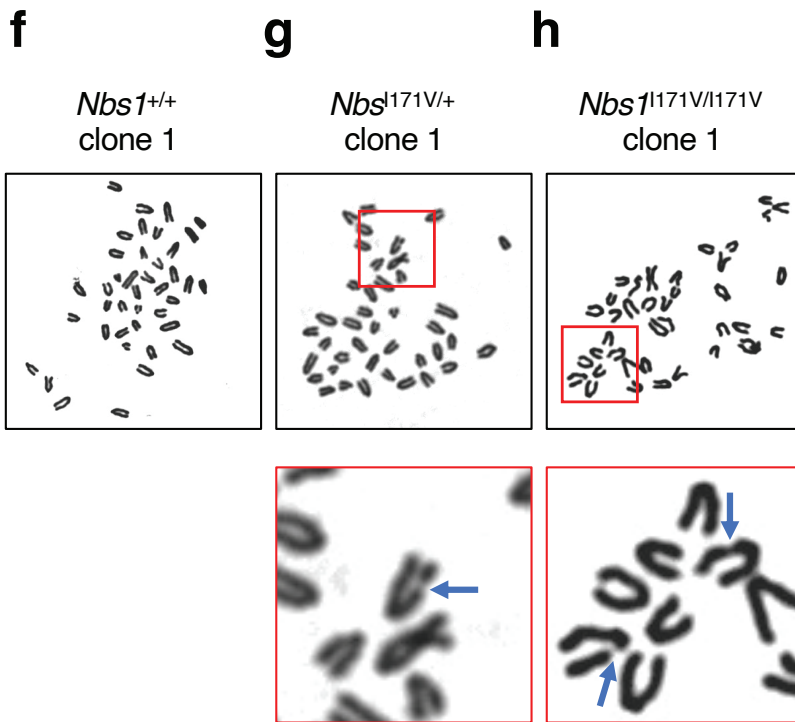 f
g
h
Nbs1+/+
clone 1
NbsI171V/+
clone 1
Nbs1I171V/I171V
clone 1